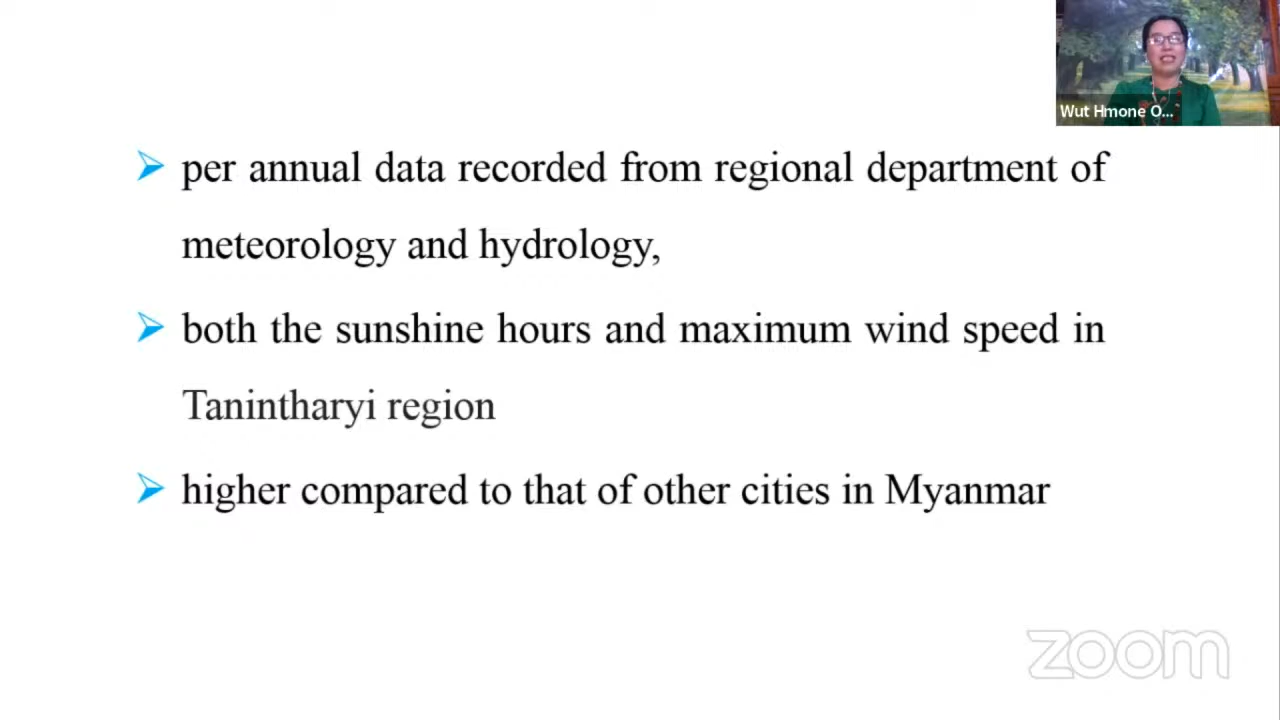 Wut Hmone O...
per annual data recorded from regional department of
meteorology and hydrology,
both the sunshine hours and maximum wind speed in
Tanintharyi region
higher compared to that of other cities in Myanmar
zoom